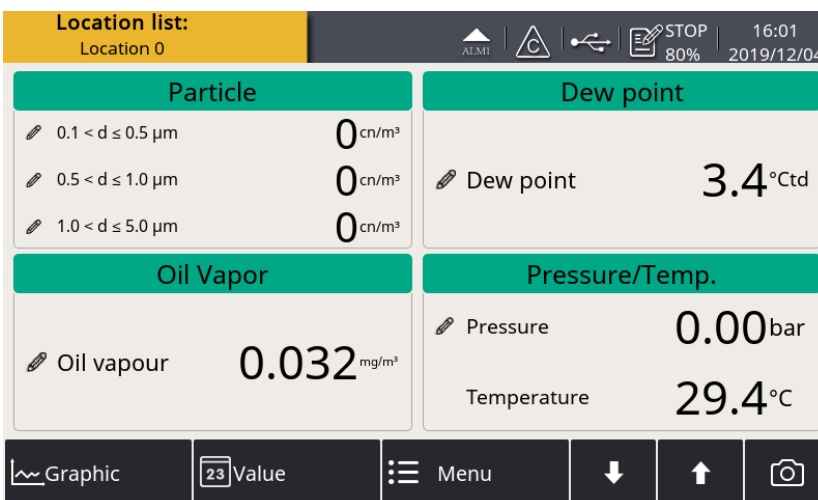 Location list:
Location 0
ALMI
C
STOP
80%
16:01
2019/12/04
Particle
0.1 < d ≤ 0.5 µm 0 cn/m³
0.5 < d ≤ 1.0 µm 0 cn/m³
1.0 < d ≤ 5.0 µm 0 cn/m³
Dew point
Dew point 3.4 °Ctd
Oil Vapor
Oil vapour 0.032 mg/m³
Pressure/Temp.
Pressure 0.00 bar
Temperature 29.4 °C
Graphic
23 Value
Menu